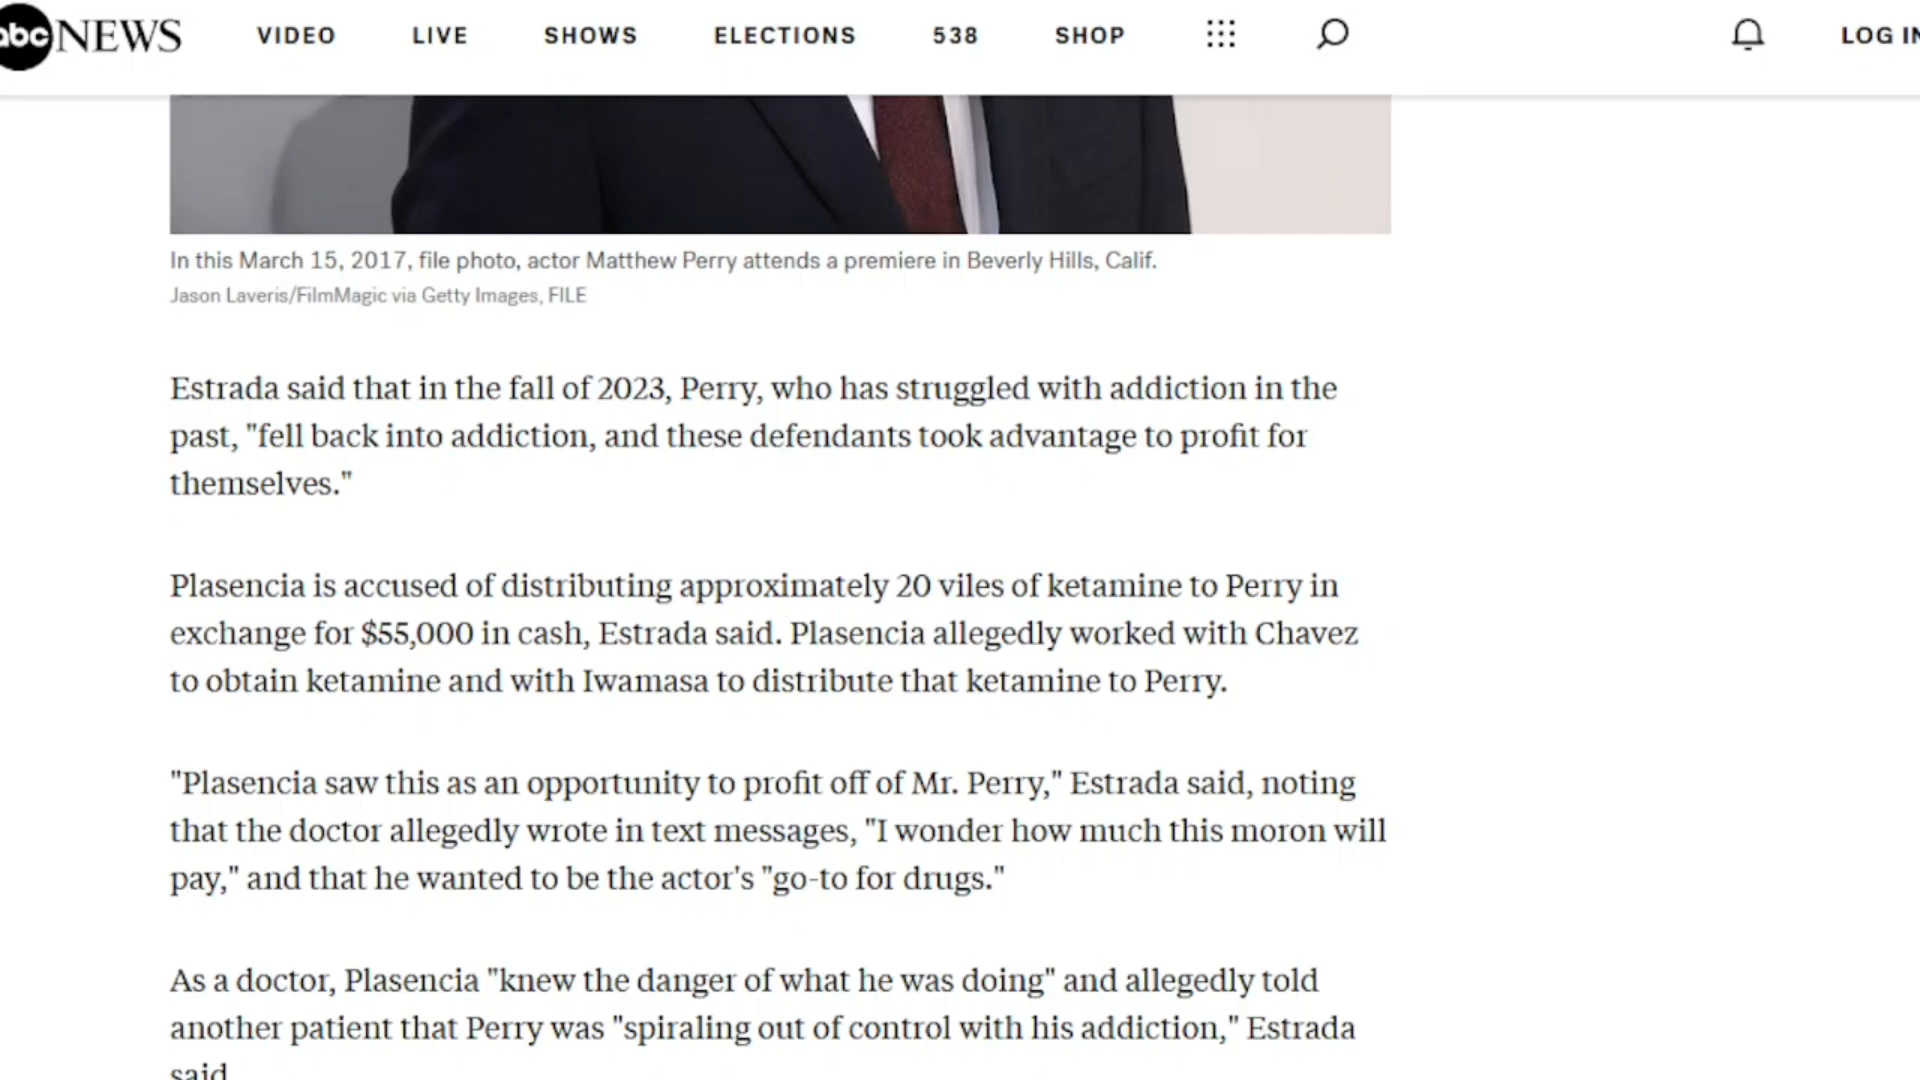 abc NEWS VIDEO LIVE SHOWS ELECTIONS 538 SHOP LOG IN
In this March 15, 2017, file photo, actor Matthew Perry attends a premiere in Beverly Hills, Calif.
Jason Laveris/FilmMagic via Getty Images, FILE
Estrada said that in the fall of 2023, Perry, who has struggled with addiction in the
past, "fell back into addiction, and these defendants took advantage to profit for
themselves."
Plasencia is accused of distributing approximately 20 viles of ketamine to Perry in
exchange for $55,000 in cash, Estrada said. Plasencia allegedly worked with Chavez
to obtain ketamine and with Iwamasa to distribute that ketamine to Perry.
"Plasencia saw this as an opportunity to profit off of Mr. Perry," Estrada said, noting
that the doctor allegedly wrote in text messages, "I wonder how much this moron will
pay," and that he wanted to be the actor's "go-to for drugs."
As a doctor, Plasencia "knew the danger of what he was doing" and allegedly told
another patient that Perry was "spiraling out of control with his addiction," Estrada
said